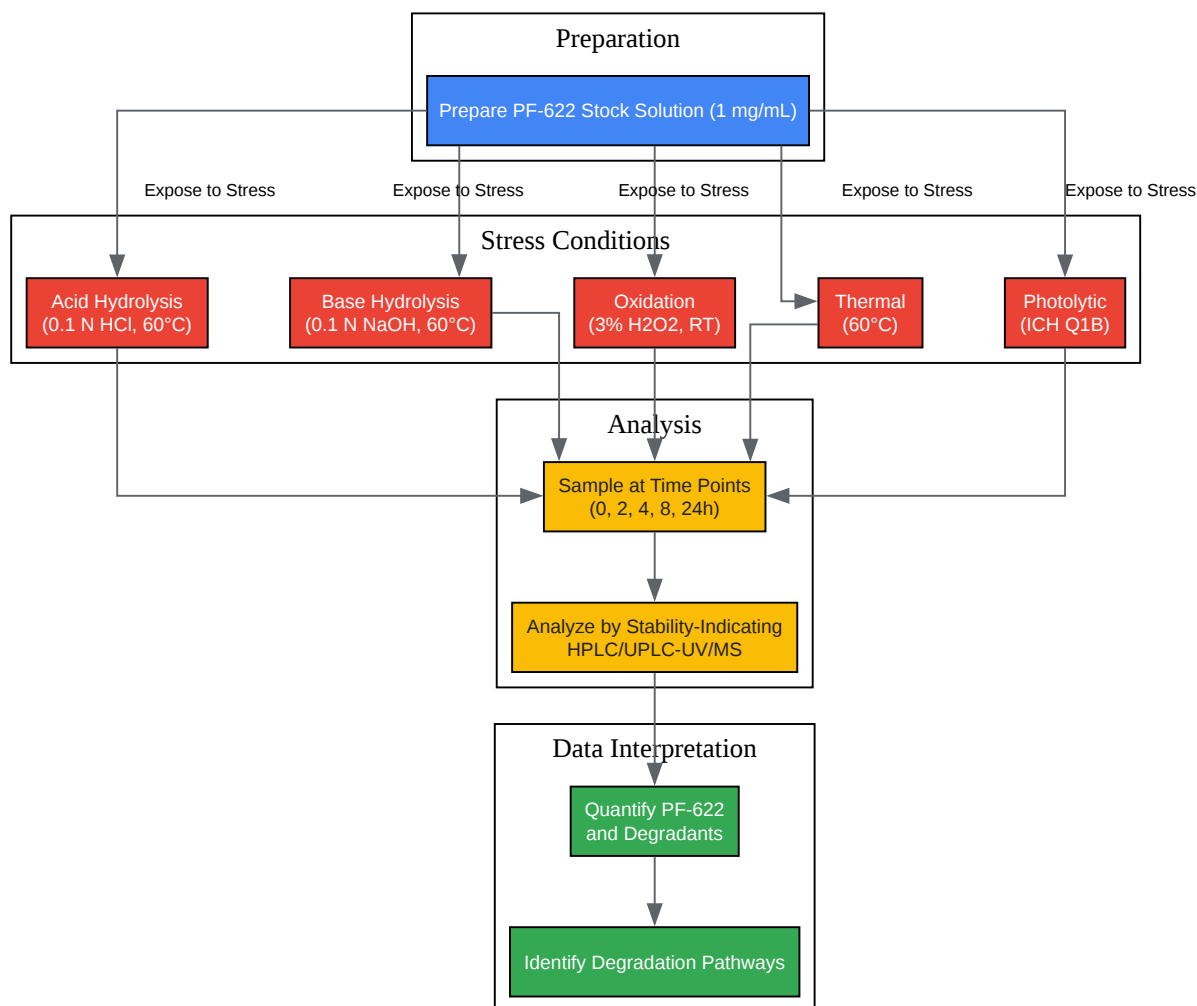 Preparation
Prepare PF-622 Stock Solution (1 mg/mL)
Expose to Stress
Expose to Stress
Expose to Stress
Expose to Stress
Expose to Stress
Stress Conditions
Acid Hydrolysis
(0.1 N HCl, 60°C)
Base Hydrolysis
(0.1 N NaOH, 60°C)
Oxidation
(3% H2O2, RT)
Thermal
(60°C)
Photolytic
(ICH Q1B)
Analysis
Sample at Time Points
(0, 2, 4, 8, 24h)
Analyze by Stability-Indicating
HPLC/UPLC-UV/MS
Data Interpretation
Quantify PF-622
and Degradants
Identify Degradation Pathways